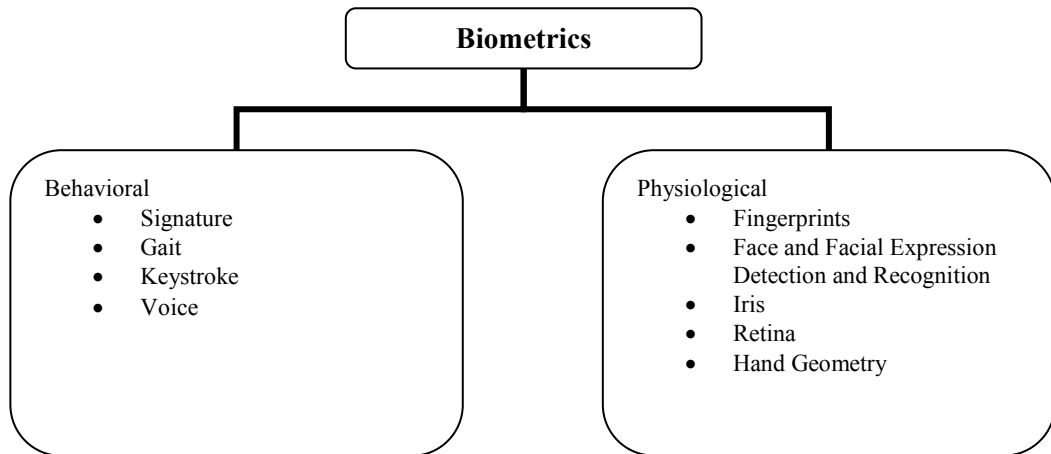 Biometrics
Behavioral
• Signature
• Gait
• Keystroke
• Voice
Physiological
• Fingerprints
• Face and Facial Expression
Detection and Recognition
• Iris
• Retina
• Hand Geometry